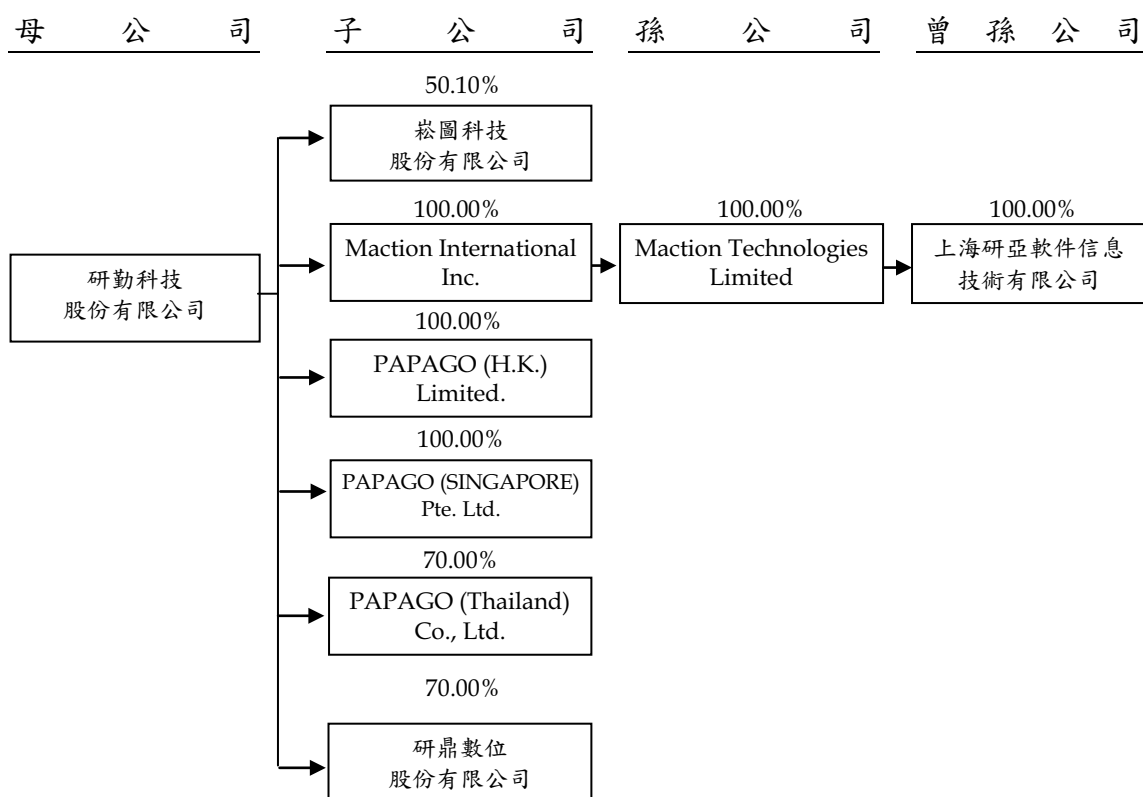 母公司 子公司 孫公司 曾孫公司
50.10%
崧圖科技
股份有限公司
100.00% 100.00% 100.00%
研勤科技
股份有限公司
Maction International
Inc.
Maction Technologies
Limited
上海研亞軟件信息
技術有限公司
100.00%
PAPAGO (H.K.)
Limited.
100.00%
PAPAGO (SINGAPORE)
Pte. Ltd.
70.00%
PAPAGO (Thailand)
Co., Ltd.
70.00%
研鼎數位
股份有限公司